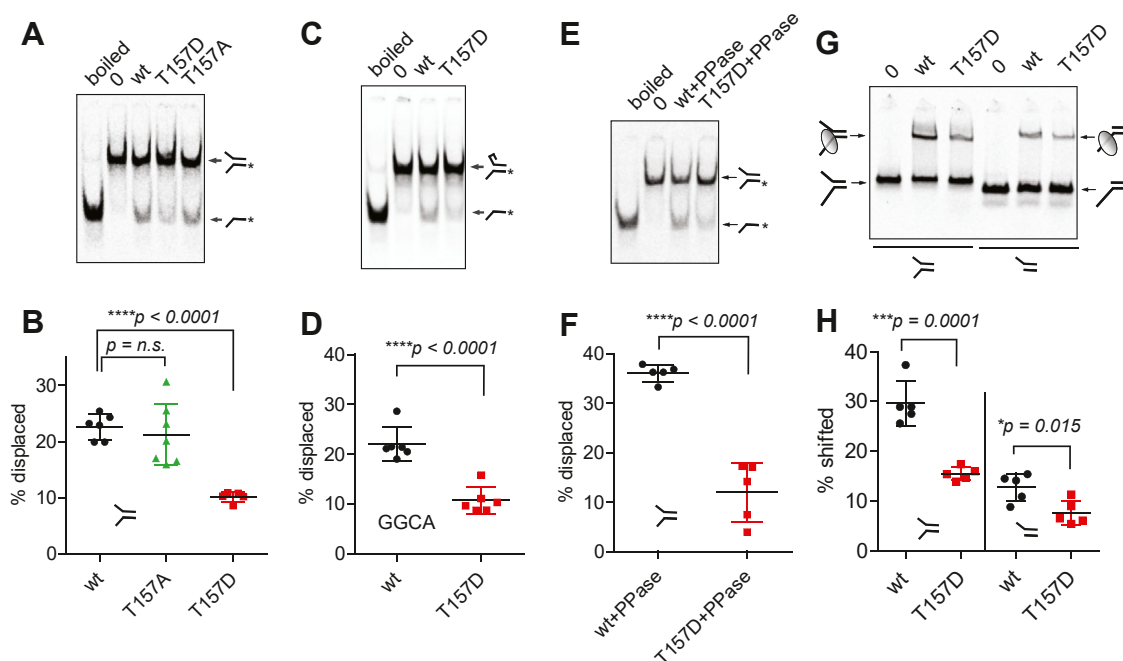 A
boiled
0
wt
T157D
T157A
*
*
C
boiled
0
wt
T157D
*
*
E
boiled
0
wt+PPase
T157D+PPase
*
*
G
0
wt
T157D
0
wt
T157D
B
****p < 0.0001
p = n.s.
% displaced
30
20
10
0
wt
T157A
T157D
D
****p < 0.0001
% displaced
40
30
20
10
0
GGCA
wt
T157D
F
****p < 0.0001
% displaced
40
30
20
10
0
wt+PPase
T157D+PPase
H
***p = 0.0001
*p = 0.015
% shifted
40
30
20
10
0
wt
T157D
wt
T157D